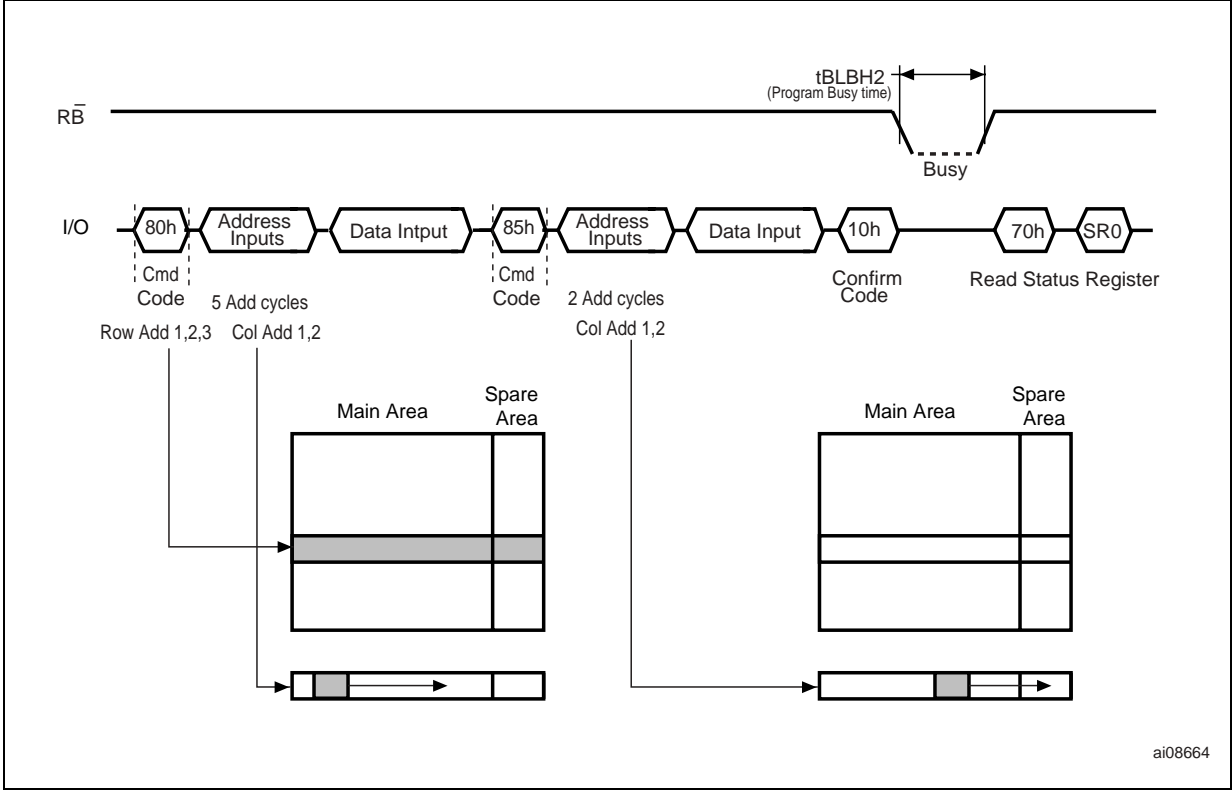 tBLBH2
(Program Busy time)
RB̅
Busy
I/O
80h
Address
Inputs
Data Intput
85h
Address
Inputs
Data Input
10h
70h
SR0
Cmd
Code
Cmd
Code
Confirm
Code
Read Status Register
5 Add cycles
2 Add cycles
Row Add 1,2,3
Col Add 1,2
Col Add 1,2
Main Area
Spare
Area
Main Area
Spare
Area
ai08664